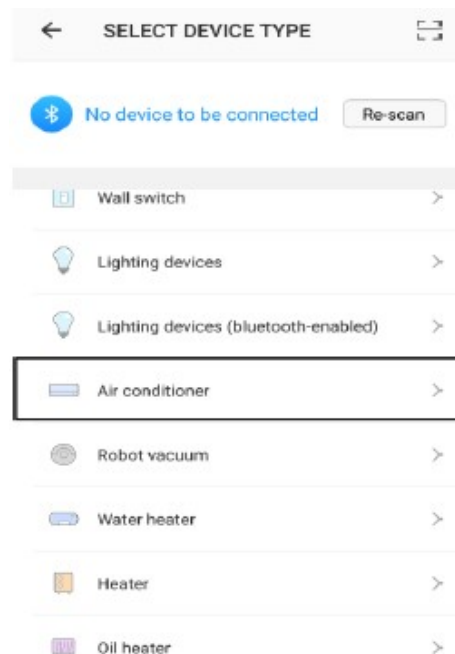 SELECT DEVICE TYPE
No device to be connected Re-scan
Wall switch
Lighting devices
Lighting devices (bluetooth-enabled)
Air conditioner
Robot vacuum
Water heater
Heater
Oil heater